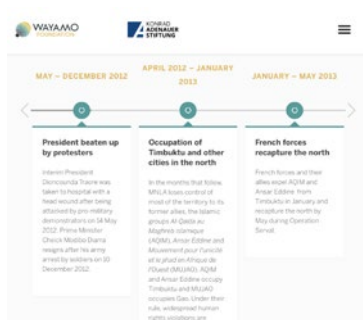 WAYAMO
FOUNDATION
KONRAD
ADENAUER
STIFTUNG
MAY – DECEMBER 2012
APRIL 2012 – JANUARY
2013
JANUARY – MAY 2013
President beaten up
by protesters
Interim President
Dioncounda Traore was
taken to hospital with a
head wound after being
attacked by pro-military
demonstrators on 14 May
2012. Prime Minister
Cheick Modibo Diarra
resigns after his army
arrest by soldiers on 10
December 2012.
Occupation of
Timbuktu and other
cities in the north
In the months that follow
MNLA loses control of
most of the territory to its
former allies, the Islamic
groups Al-Qaida au
Maghreb islamique
(AQIM), Ansar Eddine and
Mouvement pour l'unicité
et le jihad en Afrique de
l'Ouest (MUJAO). AQIM
and Ansar Eddine occupy
Timbuktu and MUJAO
occupies Gao. Under their
rule, widespread human
rights violations are
French forces
recapture the north
French forces and their
allies expel AQIM and
Ansar Eddine from
Timbuktu in January and
recapture the north by
May during Operation
Serval.